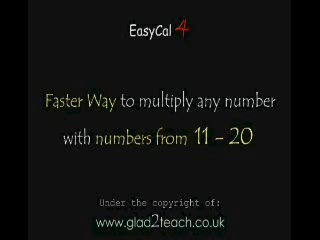 EasyCal 4
Faster Way to multiply any number
with numbers from 11 - 20
Under the copyright of:
www.glad2teach.co.uk